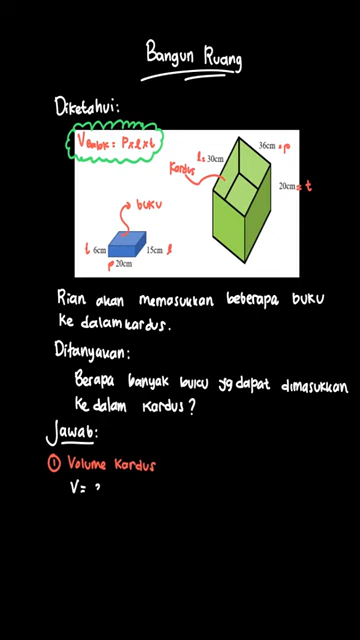 Bangun Ruang
Diketahui:
V balok = p x l x t
l = 30cm
36cm = p
Kardus
20cm = t
BUKU
t 6cm
15cm l
p 20cm
Rian akan memasukkan beberapa buku
ke dalam kardus.
Ditanyakan:
Berapa banyak buku yg dapat dimasukkan
ke dalam kardus?
Jawab:
1 Volume Kardus
V =